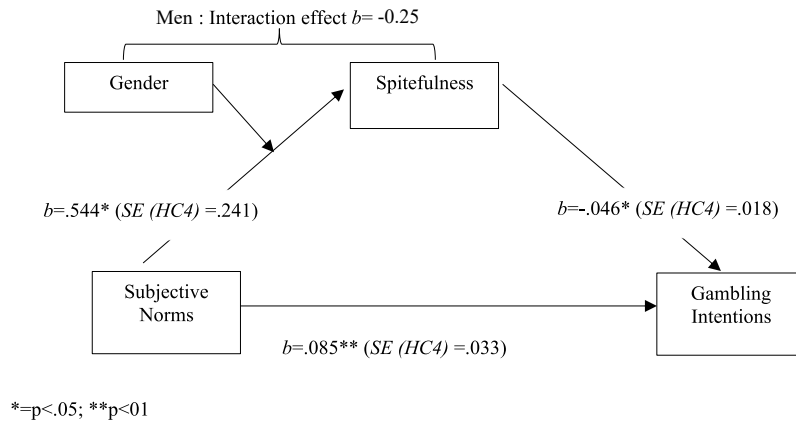 Men : Interaction effect b= -0.25
Gender
Spitefulness
b=.544* (SE (HC4) =.241)
b=-.046* (SE (HC4) =.018)
Subjective
Norms
Gambling
Intentions
b=.085** (SE (HC4) =.033)
*=p<.05; **p<01